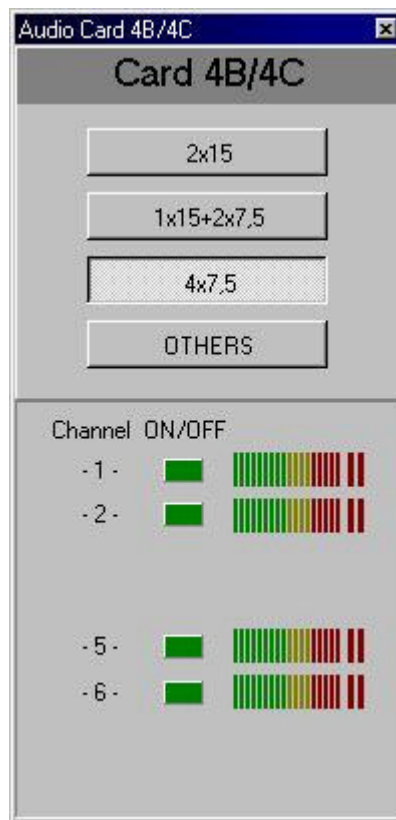 Audio Card 4B/4C
Card 4B/4C
2x15
1x15+2x7,5
4x7,5
OTHERS
Channel ON/OFF
- 1 -
- 2 -
- 5 -
- 6 -